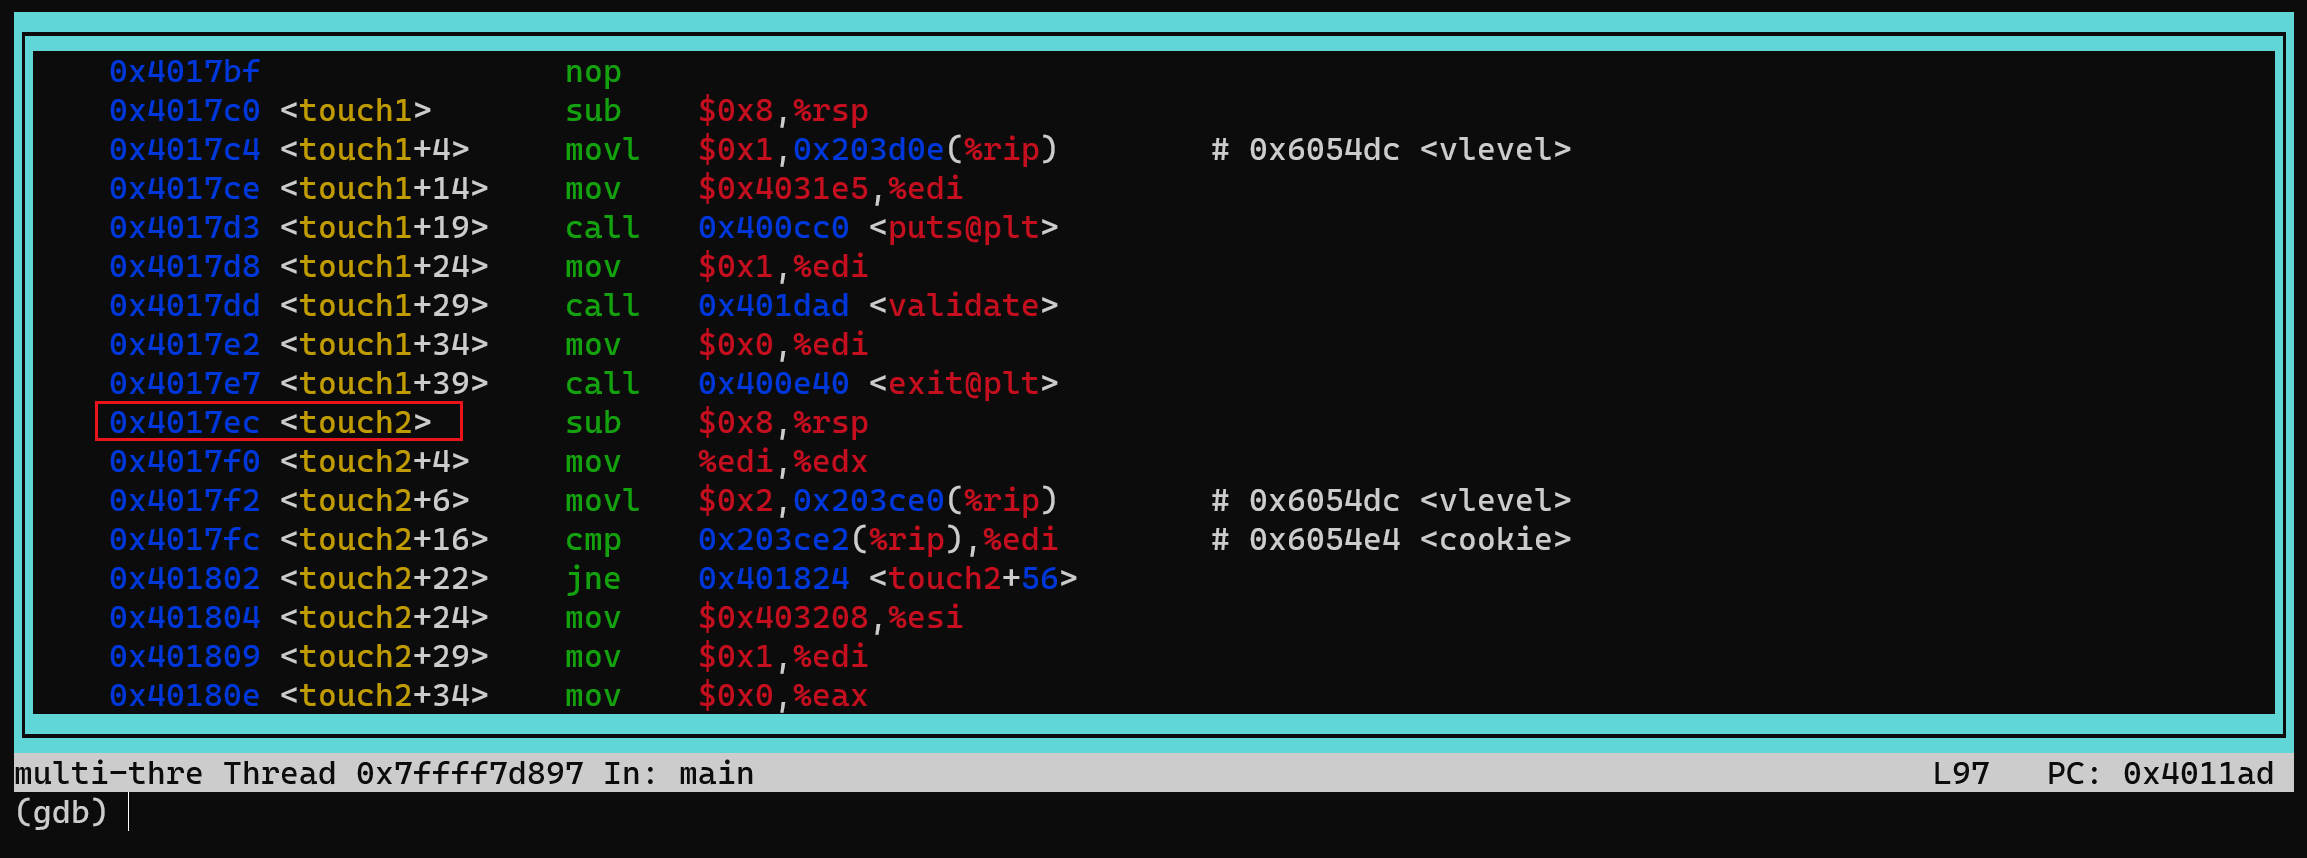 0x4017bf nop
0x4017c0 <touch1> sub $0x8,%rsp
0x4017c4 <touch1+4> movl $0x1,0x203d0e(%rip) # 0x6054dc <vlevel>
0x4017ce <touch1+14> mov $0x4031e5,%edi
0x4017d3 <touch1+19> call 0x400cc0 <puts@plt>
0x4017d8 <touch1+24> mov $0x1,%edi
0x4017dd <touch1+29> call 0x401dad <validate>
0x4017e2 <touch1+34> mov $0x0,%edi
0x4017e7 <touch1+39> call 0x400e40 <exit@plt>
0x4017ec <touch2> sub $0x8,%rsp
0x4017f0 <touch2+4> mov %edi,%edx
0x4017f2 <touch2+6> movl $0x2,0x203ce0(%rip) # 0x6054dc <vlevel>
0x4017fc <touch2+16> cmp 0x203ce2(%rip),%edi # 0x6054e4 <cookie>
0x401802 <touch2+22> jne 0x401824 <touch2+56>
0x401804 <touch2+24> mov $0x403208,%esi
0x401809 <touch2+29> mov $0x1,%edi
0x40180e <touch2+34> mov $0x0,%eax
multi-thre Thread 0x7ffff7d897 In: main L97 PC: 0x4011ad
(gdb)